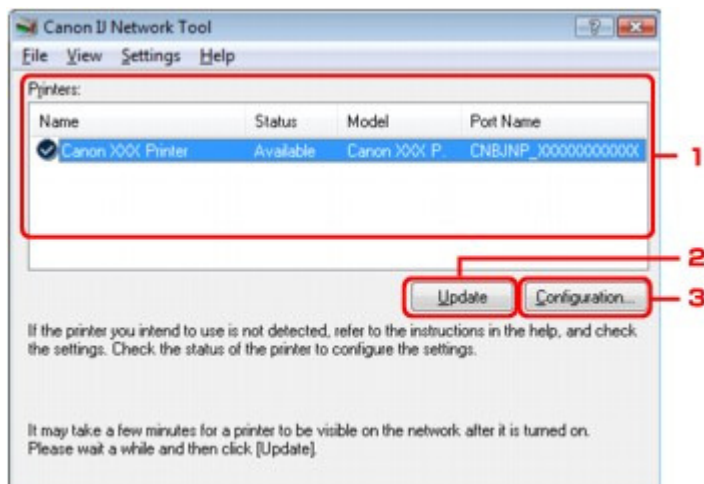 Canon IJ Network Tool
File View Settings Help
Printers:
Name Status Model Port Name
Canon XXX Printer Available Canon XXX P. CNBJNP_XXXXXXXXXXXX
1
2
Update Configuration... 3
If the printer you intend to use is not detected, refer to the instructions in the help, and check
the settings. Check the status of the printer to configure the settings.
It may take a few minutes for a printer to be visible on the network after it is turned on.
Please wait a while and then click [Update].